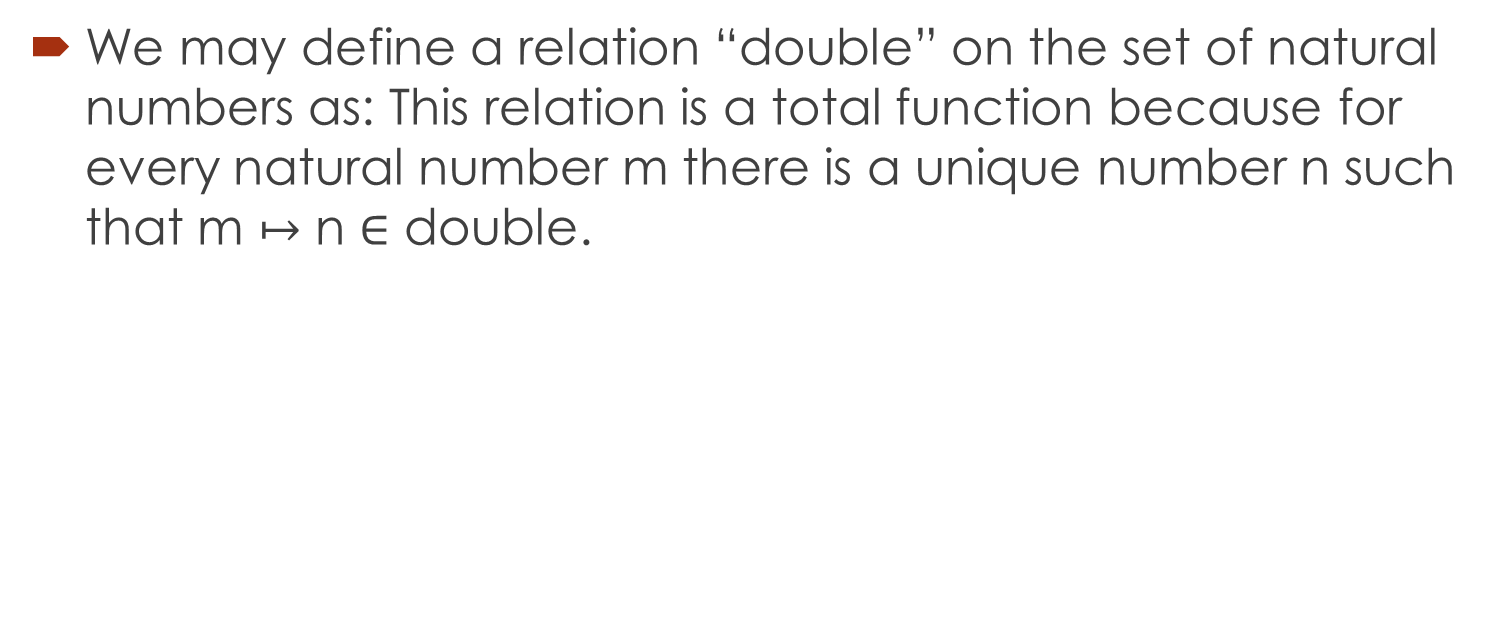 We may define a relation “double” on the set of natural
numbers as: This relation is a total function because for
every natural number m there is a unique number n such
that m ↦ n ∈ double.